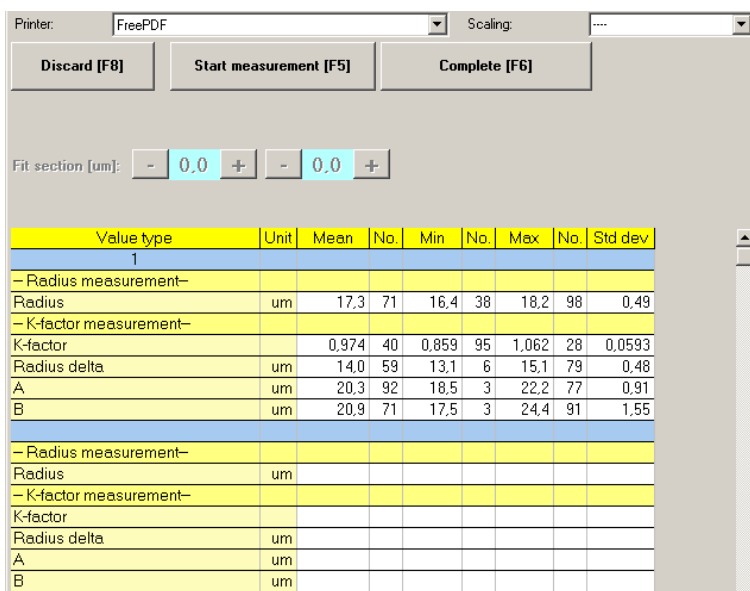 Printer: FreePDF Scaling: ----
Discard [F8] Start measurement [F5] Complete [F6]
Fit section [um]: - 0,0 + - 0,0 +
Value type Unit Mean No. Min No. Max No. Std dev
1
– Radius measurement–
Radius um 17,3 71 16,4 38 18,2 98 0,49
– K-factor measurement–
K-factor 0,974 40 0,859 95 1,062 28 0,0593
Radius delta um 14,0 59 13,1 6 15,1 79 0,48
A um 20,3 92 18,5 3 22,2 77 0,91
B um 20,9 71 17,5 3 24,4 91 1,55
– Radius measurement–
Radius um
– K-factor measurement–
K-factor
Radius delta um
A um
B um